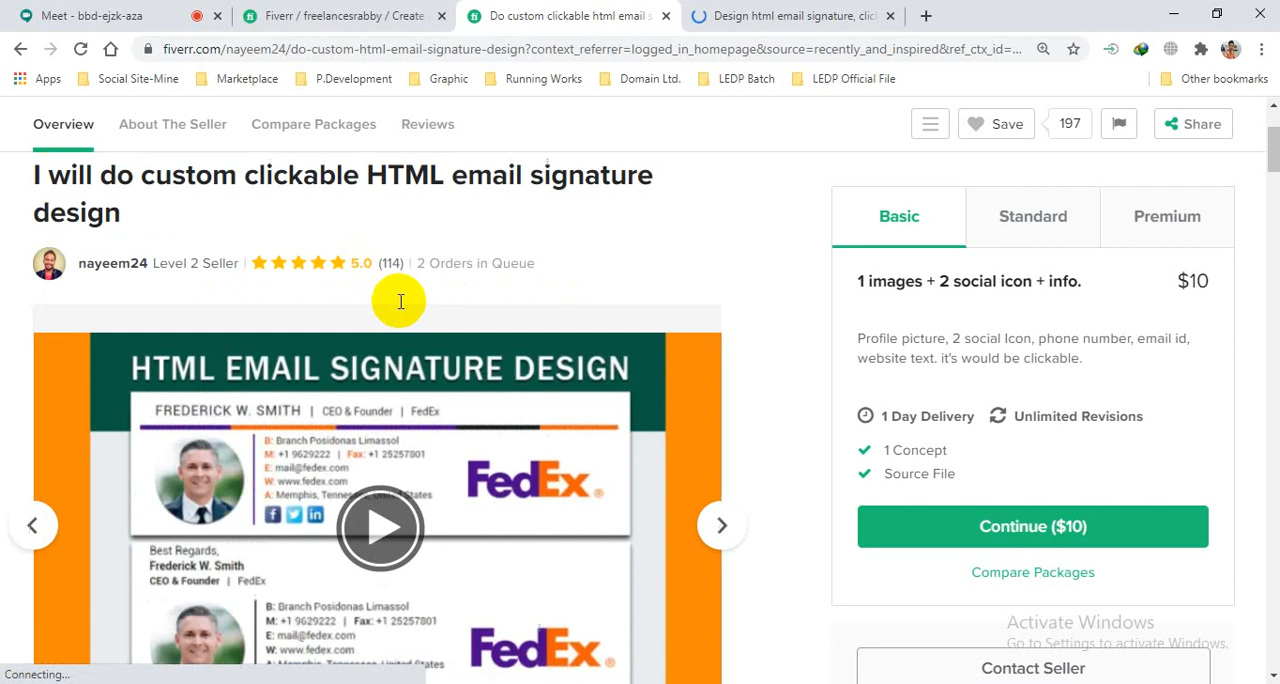 Meet - bbd-ejzk-aza
Fiverr / freelancesrabby / Create
Do custom clickable html email s
Design html email signature, clic
fiverr.com/nayeem24/do-custom-html-email-signature-design?context_referrer=logged_in_homepage&source=recently_and_inspired&ref_ctx_id=...
Apps Social Site-Mine Marketplace P.Development Graphic Running Works Domain Ltd. LEDP Batch LEDP Official File Other bookmarks
Overview About The Seller Compare Packages Reviews Save 197 Share
I will do custom clickable HTML email signature
design
nayeem24 Level 2 Seller 5.0 (114) 2 Orders in Queue
HTML EMAIL SIGNATURE DESIGN
FREDERICK W. SMITH | CEO & Founder | FedEx
B: Branch Posidonas Limassol
M: +1 9629222 | Fax: +1 25257801
E: mail@fedex.com
W: www.fedex.com
A: Memphis, Tennessee, United States
FedEx®
Best Regards,
Frederick W. Smith
CEO & Founder | FedEx
B: Branch Posidonas Limassol
M: +1 9629222 | Fax: +1 25257801
E: mail@fedex.com
W: www.fedex.com
A: Memphis, Tennessee, United States
FedEx®
Basic Standard Premium
1 images + 2 social icon + info. $10
Profile picture, 2 social Icon, phone number, email id,
website text. it's would be clickable.
1 Day Delivery Unlimited Revisions
1 Concept
Source File
Continue ($10)
Compare Packages
Activate Windows
Go to Settings to activate Windows.
Contact Seller
Connecting...